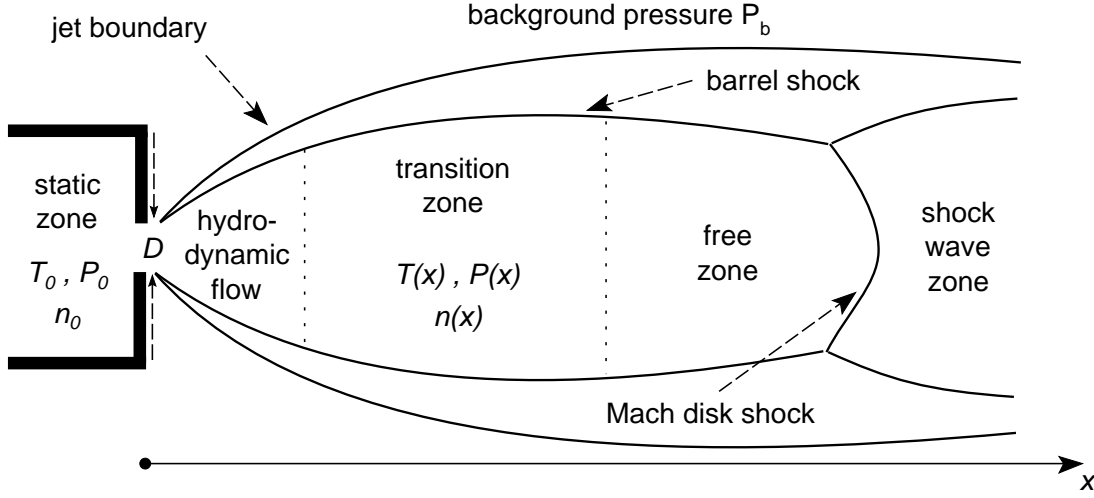 background pressure P_b
jet boundary
barrel shock
static
zone
T_0 , P_0
n_0
D
hydro-
dynamic
flow
transition
zone
T(x) , P(x)
n(x)
free
zone
shock
wave
zone
Mach disk shock
x